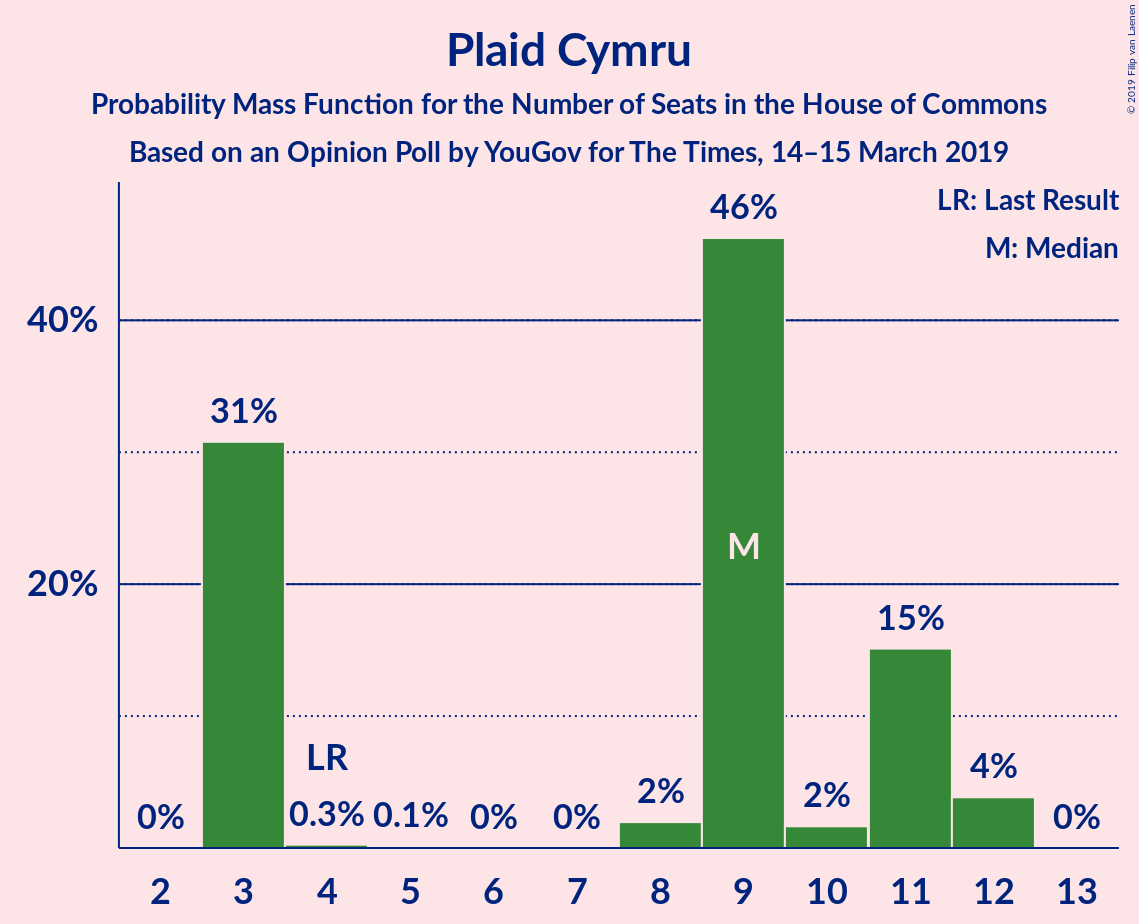 Plaid Cymru
Probability Mass Function for the Number of Seats in the House of Commons
Based on an Opinion Poll by YouGov for The Times, 14–15 March 2019
© 2019 Filip van Laenen
LR: Last Result
M: Median
40%
20%
0%
31%
LR
0.3%
0.1%
0%
0%
2%
46%
M
2%
15%
4%
0%
2 3 4 5 6 7 8 9 10 11 12 13